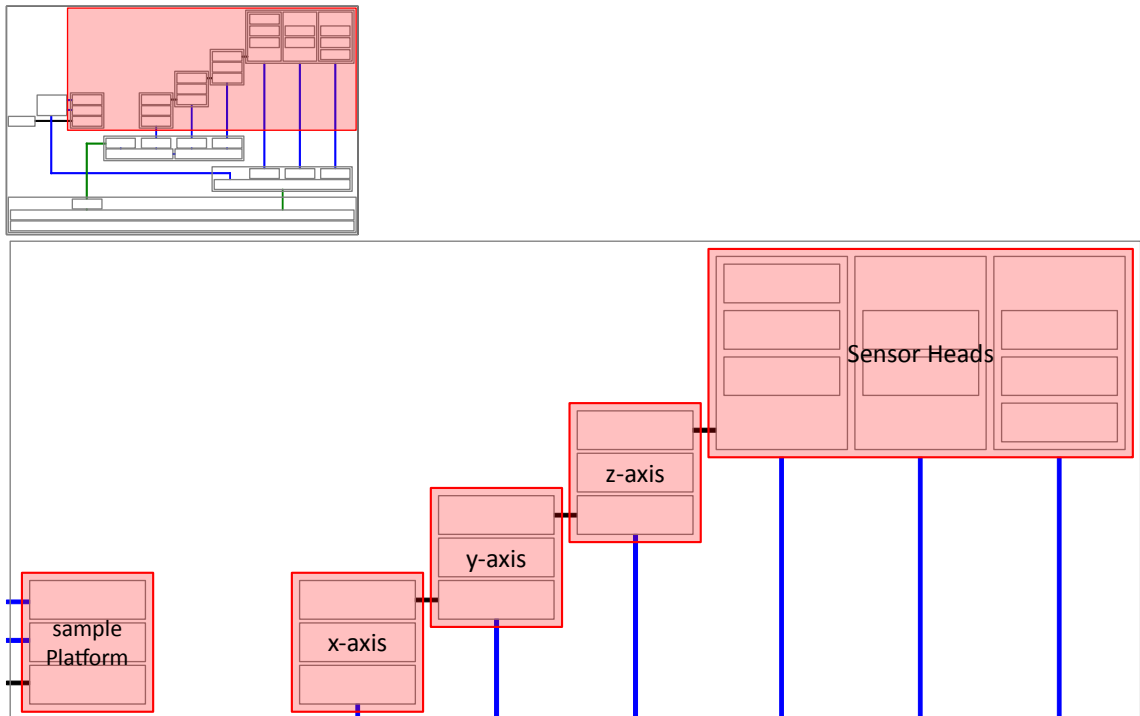 Sensor Heads
z-axis
y-axis
x-axis
sample
Platform